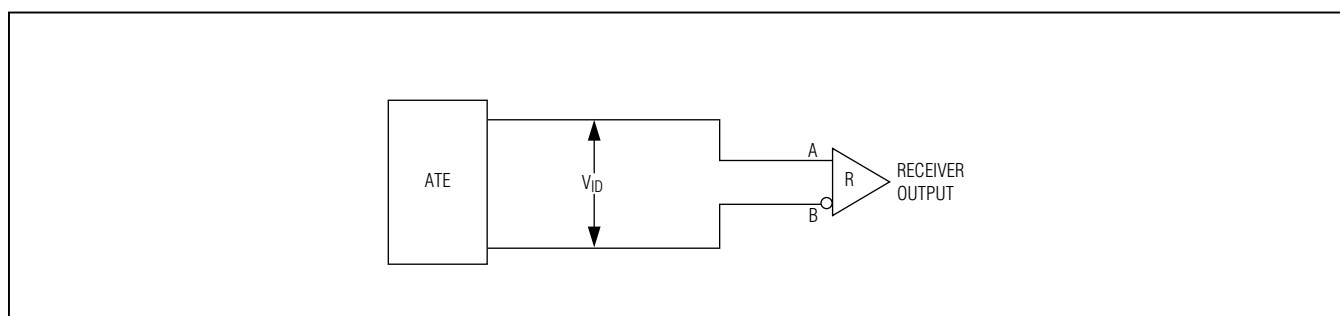 ATE
VID
A
B
R
RECEIVER
OUTPUT